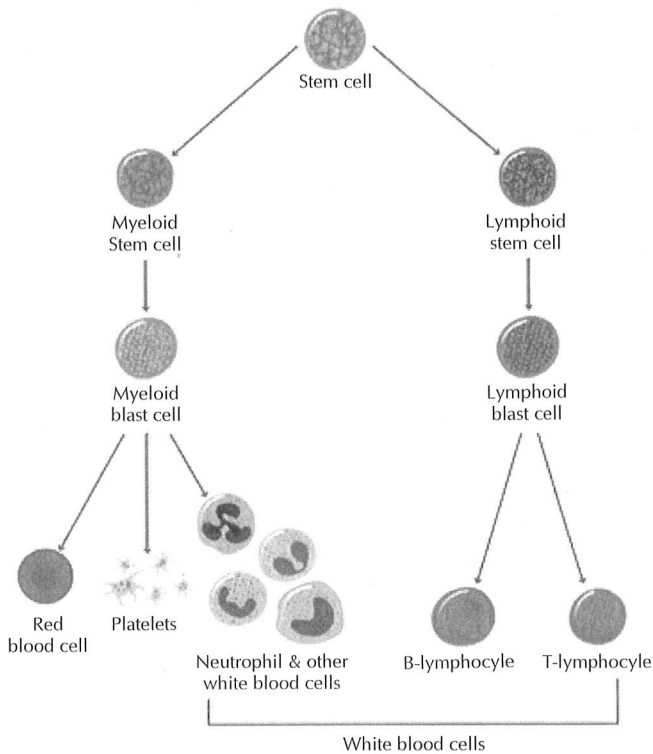 Stem cell
Myeloid
Stem cell
Lymphoid
stem cell
Myeloid
blast cell
Lymphoid
blast cell
Red
blood cell
Platelets
Neutrophil & other
white blood cells
B-lymphocyle
T-lymphocyle
White blood cells